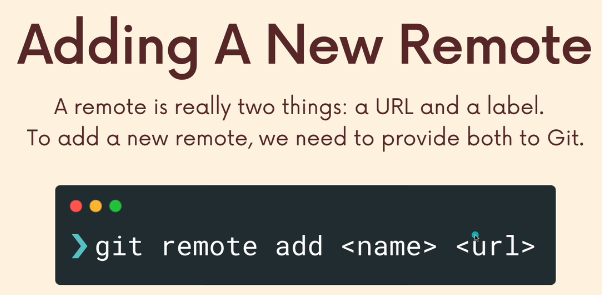 Adding A New Remote
A remote is really two things: a URL and a label.
To add a new remote, we need to provide both to Git.
❯git remote add <name> <url>